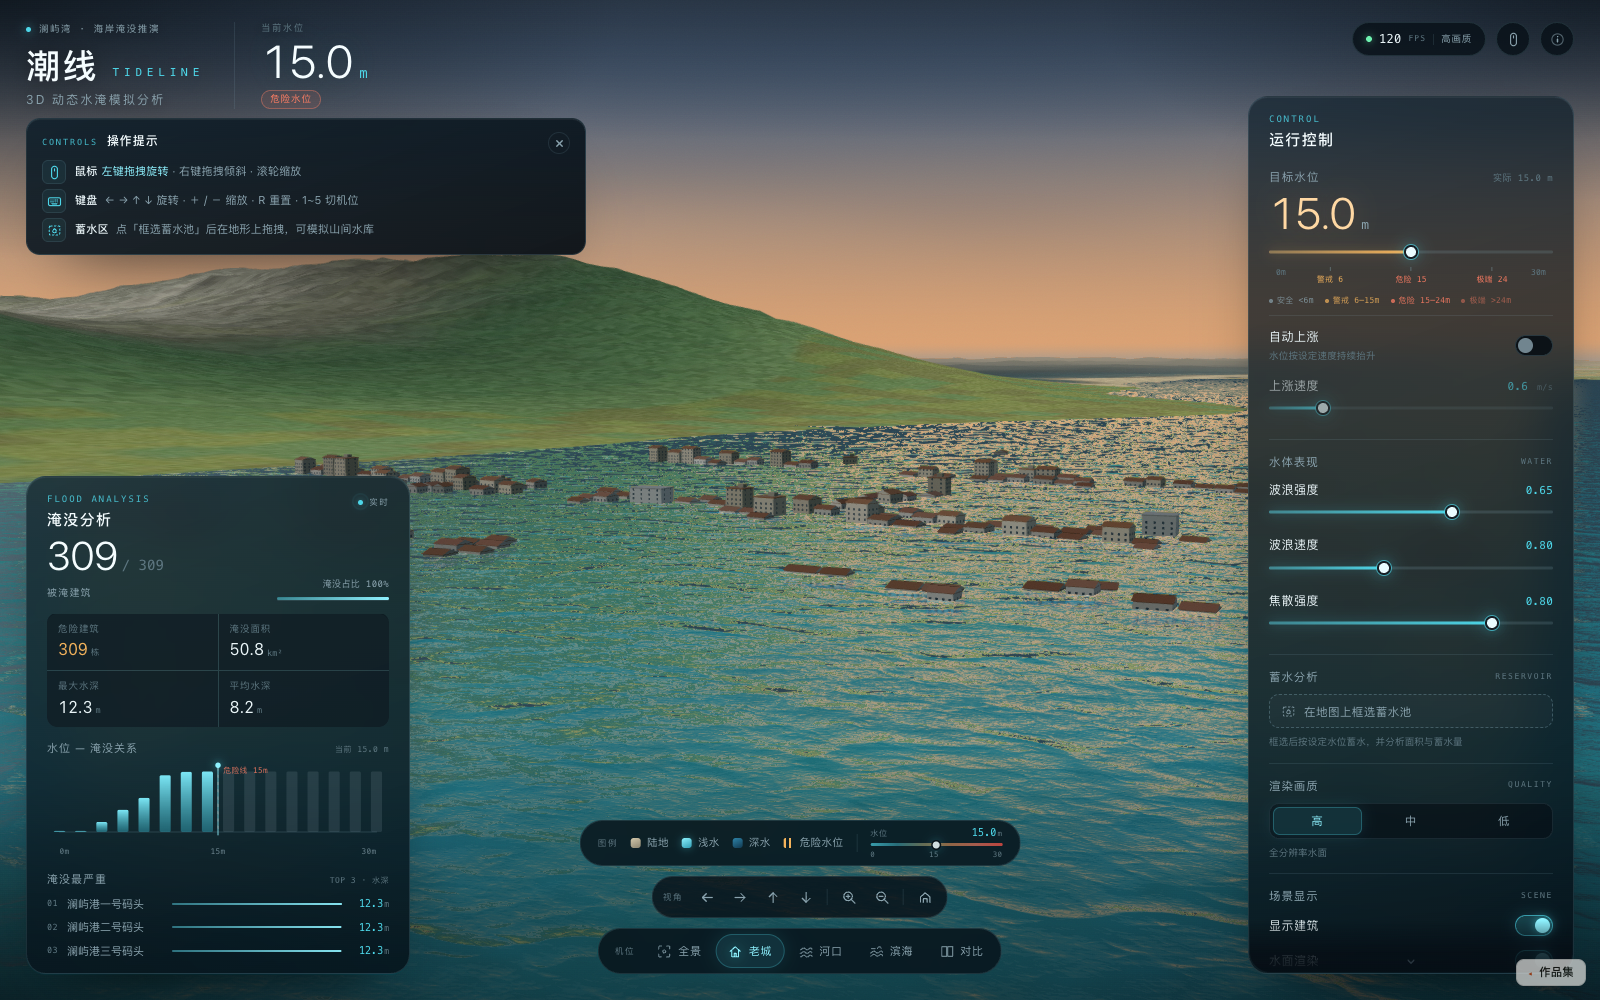 澜屿湾 · 海岸淹没推演
潮线 TIDELINE
3D 动态水淹模拟分析
当前水位
15.0 m
危险水位
120 FPS 高画质
CONTROLS 操作提示
鼠标 左键拖拽旋转 · 右键拖拽倾斜 · 滚轮缩放
键盘 ← → ↑ ↓ 旋转 · + / − 缩放 · R 重置 · 1~5 切机位
蓄水区 点「框选蓄水池」后在地形上拖拽，可模拟山间水库
FLOOD ANALYSIS
淹没分析
实时
309 / 309
被淹建筑
淹没占比 100%
危险建筑
309 栋
淹没面积
50.8 km²
最大水深
12.3 m
平均水深
8.2 m
水位 — 淹没关系
当前 15.0 m
危险线 15m
0m 15m 30m
淹没最严重
TOP 3 · 水深
01 澜屿港一号码头 12.3m
02 澜屿港二号码头 12.3m
03 澜屿港三号码头 12.3m
图例 陆地 浅水 深水 危险水位
水位 15.0m
0 15 30
视角
机位 全景 老城 河口 滨海 对比
CONTROL
运行控制
目标水位
实际 15.0 m
15.0 m
0m 警戒 6 危险 15 极端 24 30m
安全 <6m 警戒 6—15m 危险 15—24m 极端 >24m
自动上涨
水位按设定速度持续抬升
上涨速度 0.6 m/s
水体表现 WATER
波浪强度 0.65
波浪速度 0.80
焦散强度 0.80
蓄水分析 RESERVOIR
在地图上框选蓄水池
框选后按设定水位蓄水，并分析面积与蓄水量
渲染画质 QUALITY
高 中 低
全分辨率水面
场景显示 SCENE
显示建筑
水面渲染
作品集